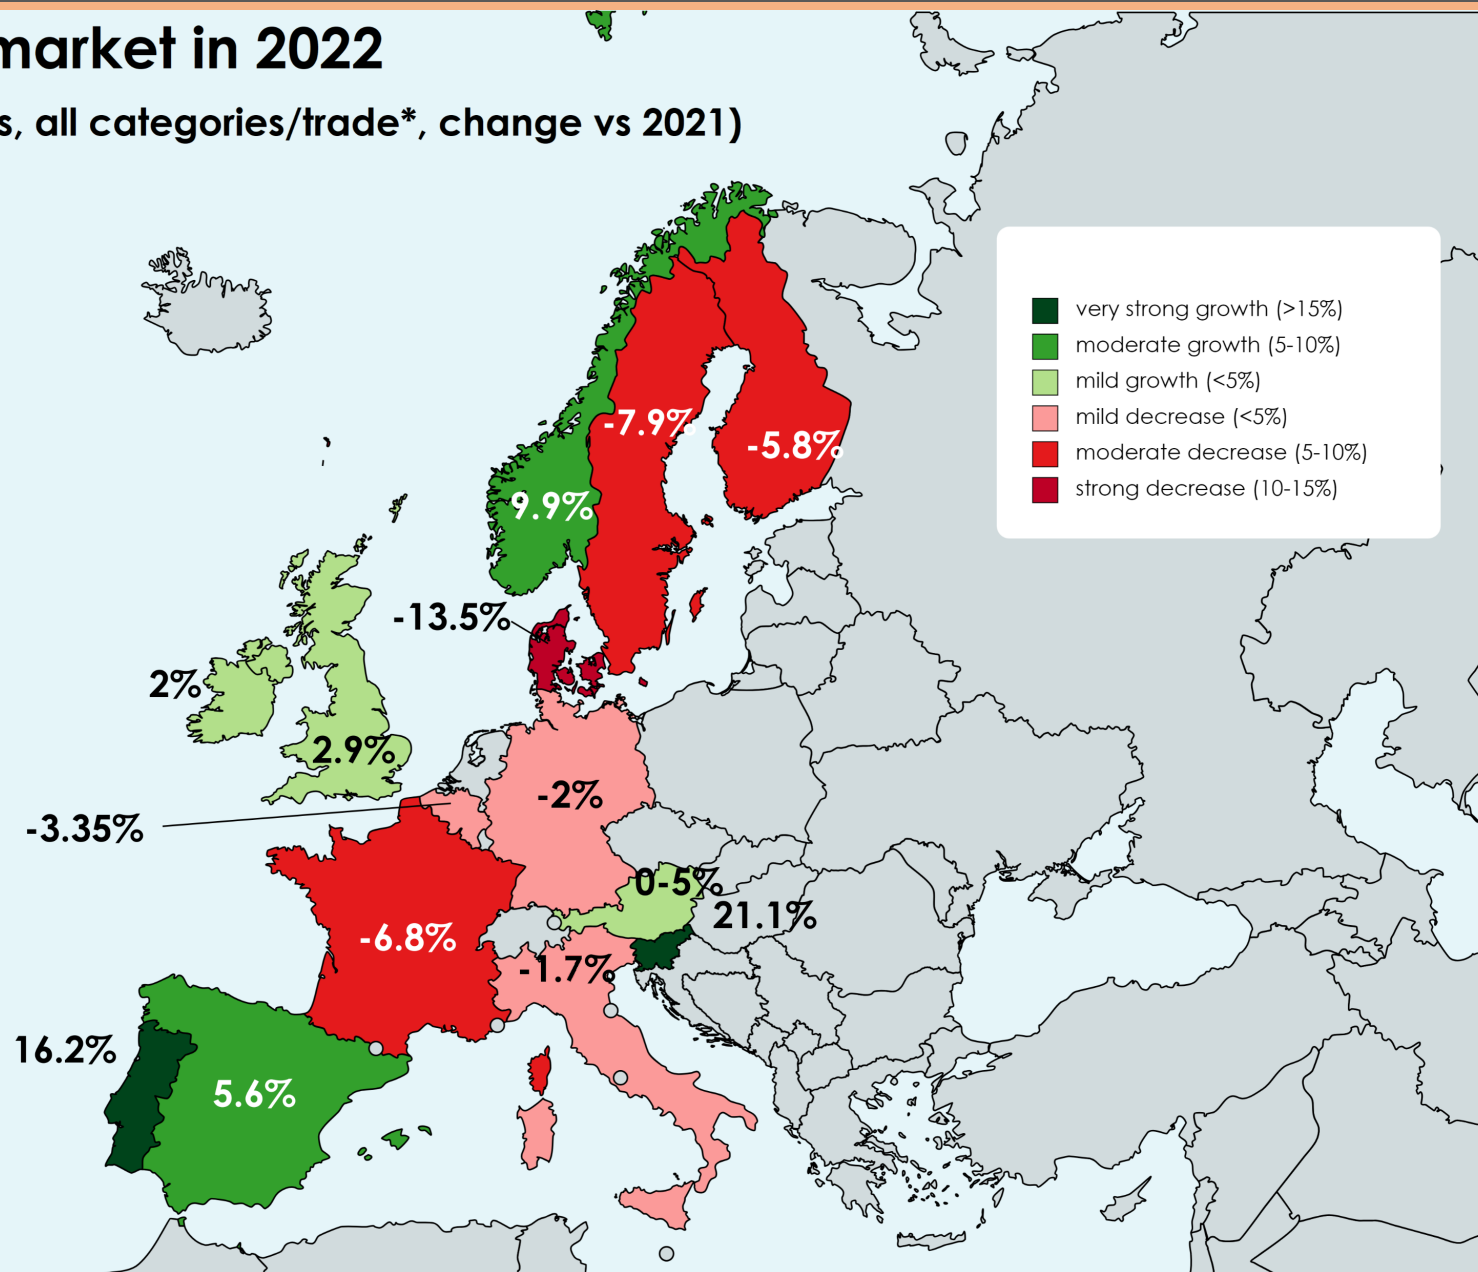 market in 2022
s, all categories/trade*, change vs 2021)
very strong growth (>15%)
moderate growth (5-10%)
mild growth (<5%)
mild decrease (<5%)
moderate decrease (5-10%)
strong decrease (10-15%)
-7.9%
-5.8%
9.9%
-13.5%
2%
2.9%
-2%
-3.35%
0-5%
21.1%
-6.8%
-1.7%
16.2%
5.6%